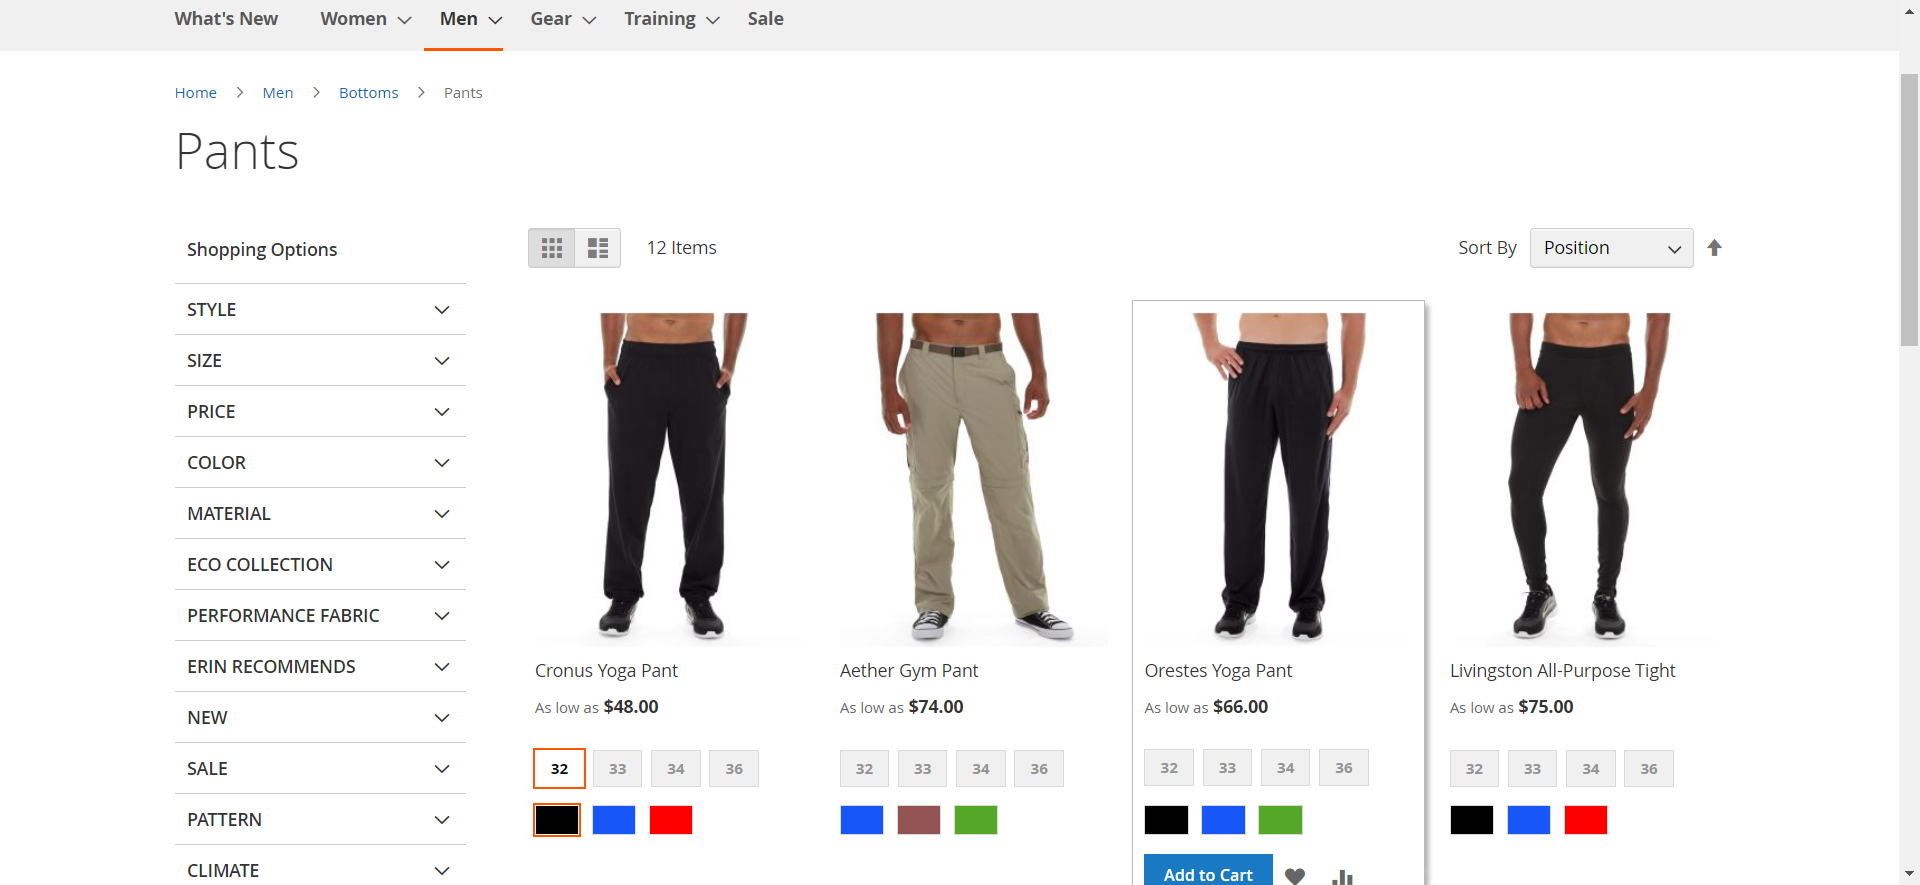 What's New Women Men Gear Training Sale
Home Men Bottoms Pants
Pants
Shopping Options
STYLE
SIZE
PRICE
COLOR
MATERIAL
ECO COLLECTION
PERFORMANCE FABRIC
ERIN RECOMMENDS
NEW
SALE
PATTERN
CLIMATE
12 Items
Sort By Position
Cronus Yoga Pant
As low as $48.00
32 33 34 36
Aether Gym Pant
As low as $74.00
32 33 34 36
Orestes Yoga Pant
As low as $66.00
32 33 34 36
Add to Cart
Livingston All-Purpose Tight
As low as $75.00
32 33 34 36